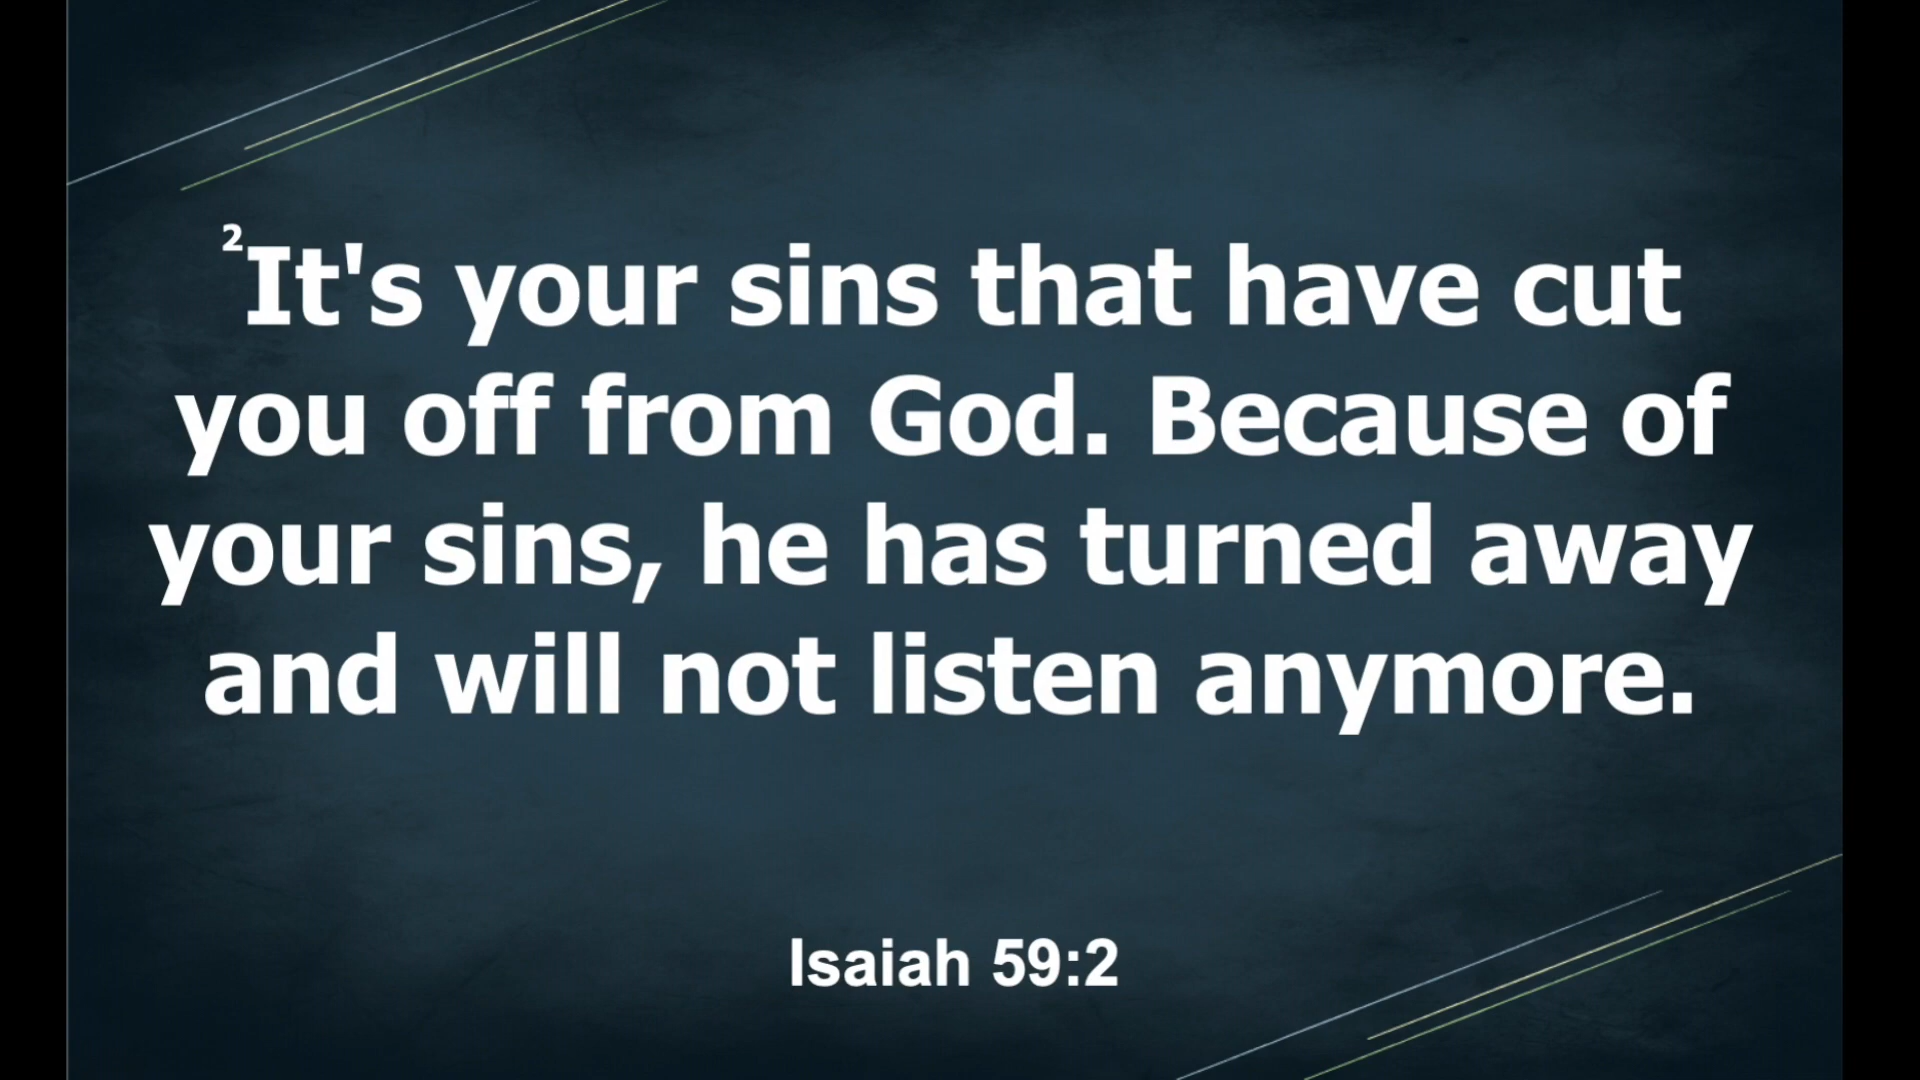 ²It's your sins that have cut
you off from God. Because of
your sins, he has turned away
and will not listen anymore.
Isaiah 59:2